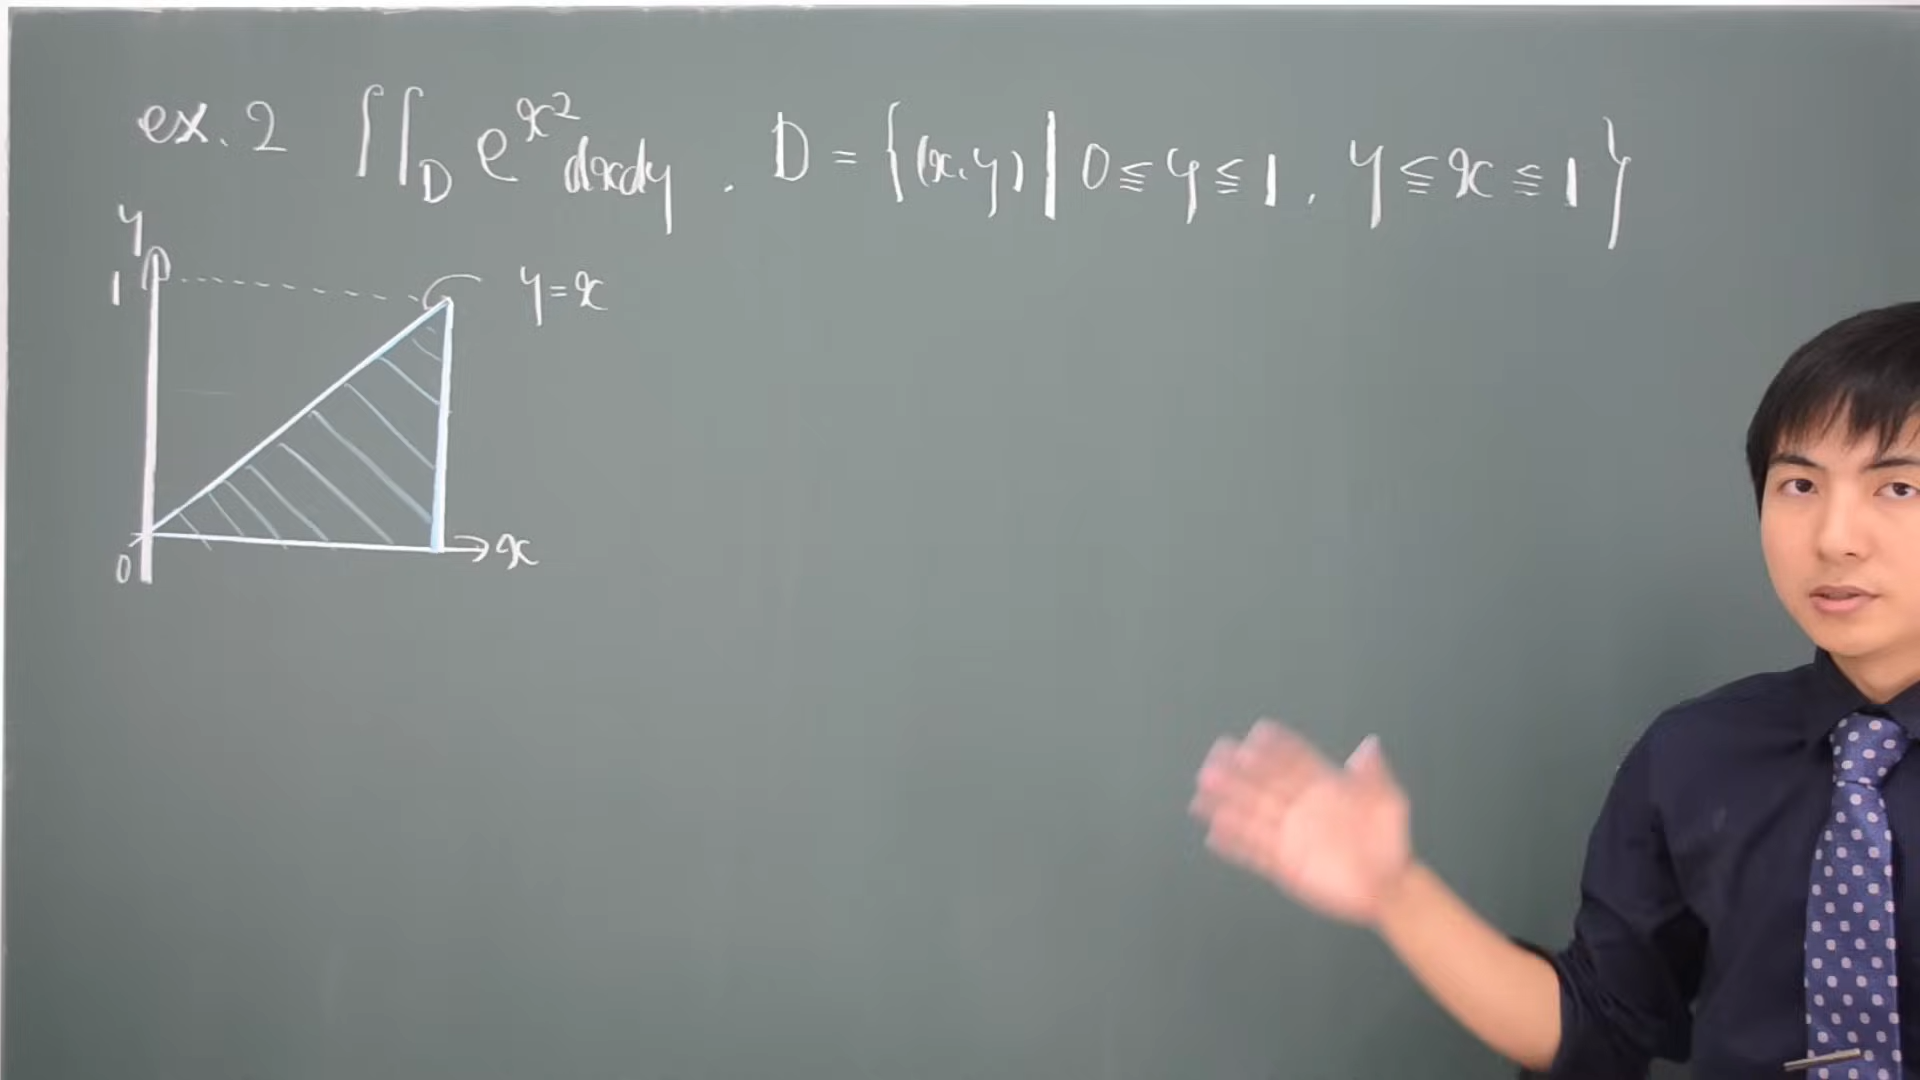 ex. 2 ∬_D e^{x^2} dxdy . D = {(x,y) | 0 ≦ y ≦ 1, y ≦ x ≦ 1}
y
1
y=x
x
0